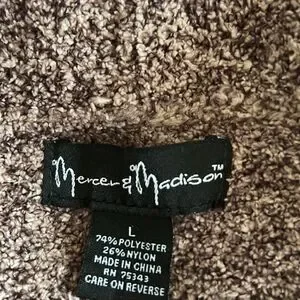 Mercer & Madison™
L
74% POLYESTER
26% NYLON
MADE IN CHINA
RN 75343
CARE ON REVERSE